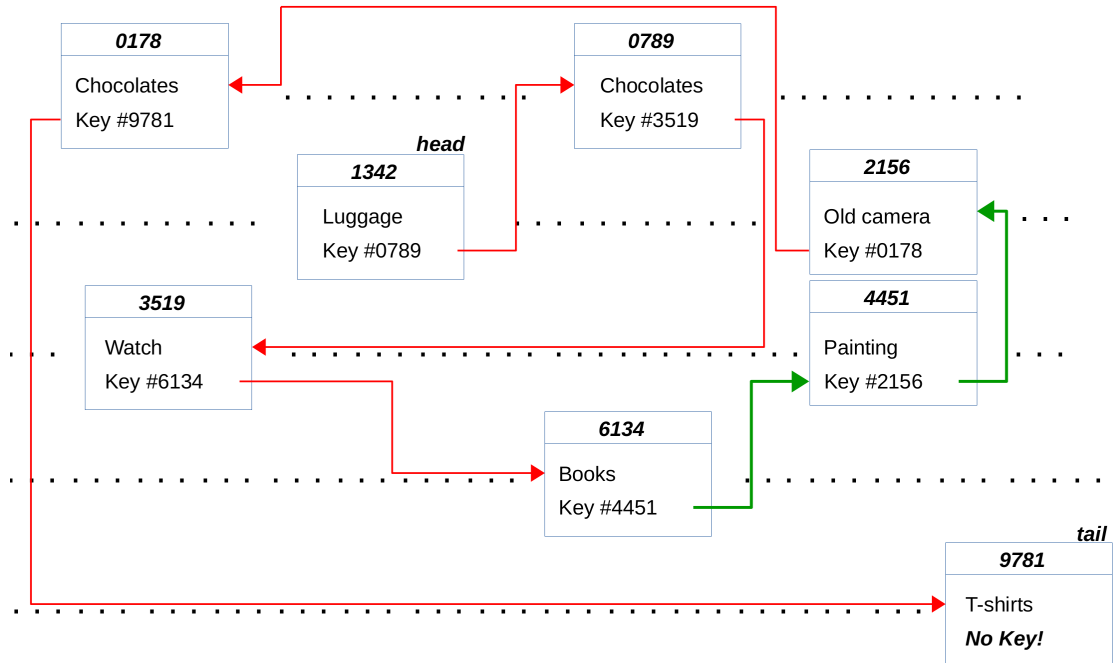 0178
Chocolates
Key #9781
0789
Chocolates
Key #3519
head
1342
Luggage
Key #0789
2156
Old camera
Key #0178
3519
Watch
Key #6134
4451
Painting
Key #2156
6134
Books
Key #4451
tail
9781
T-shirts
No Key!